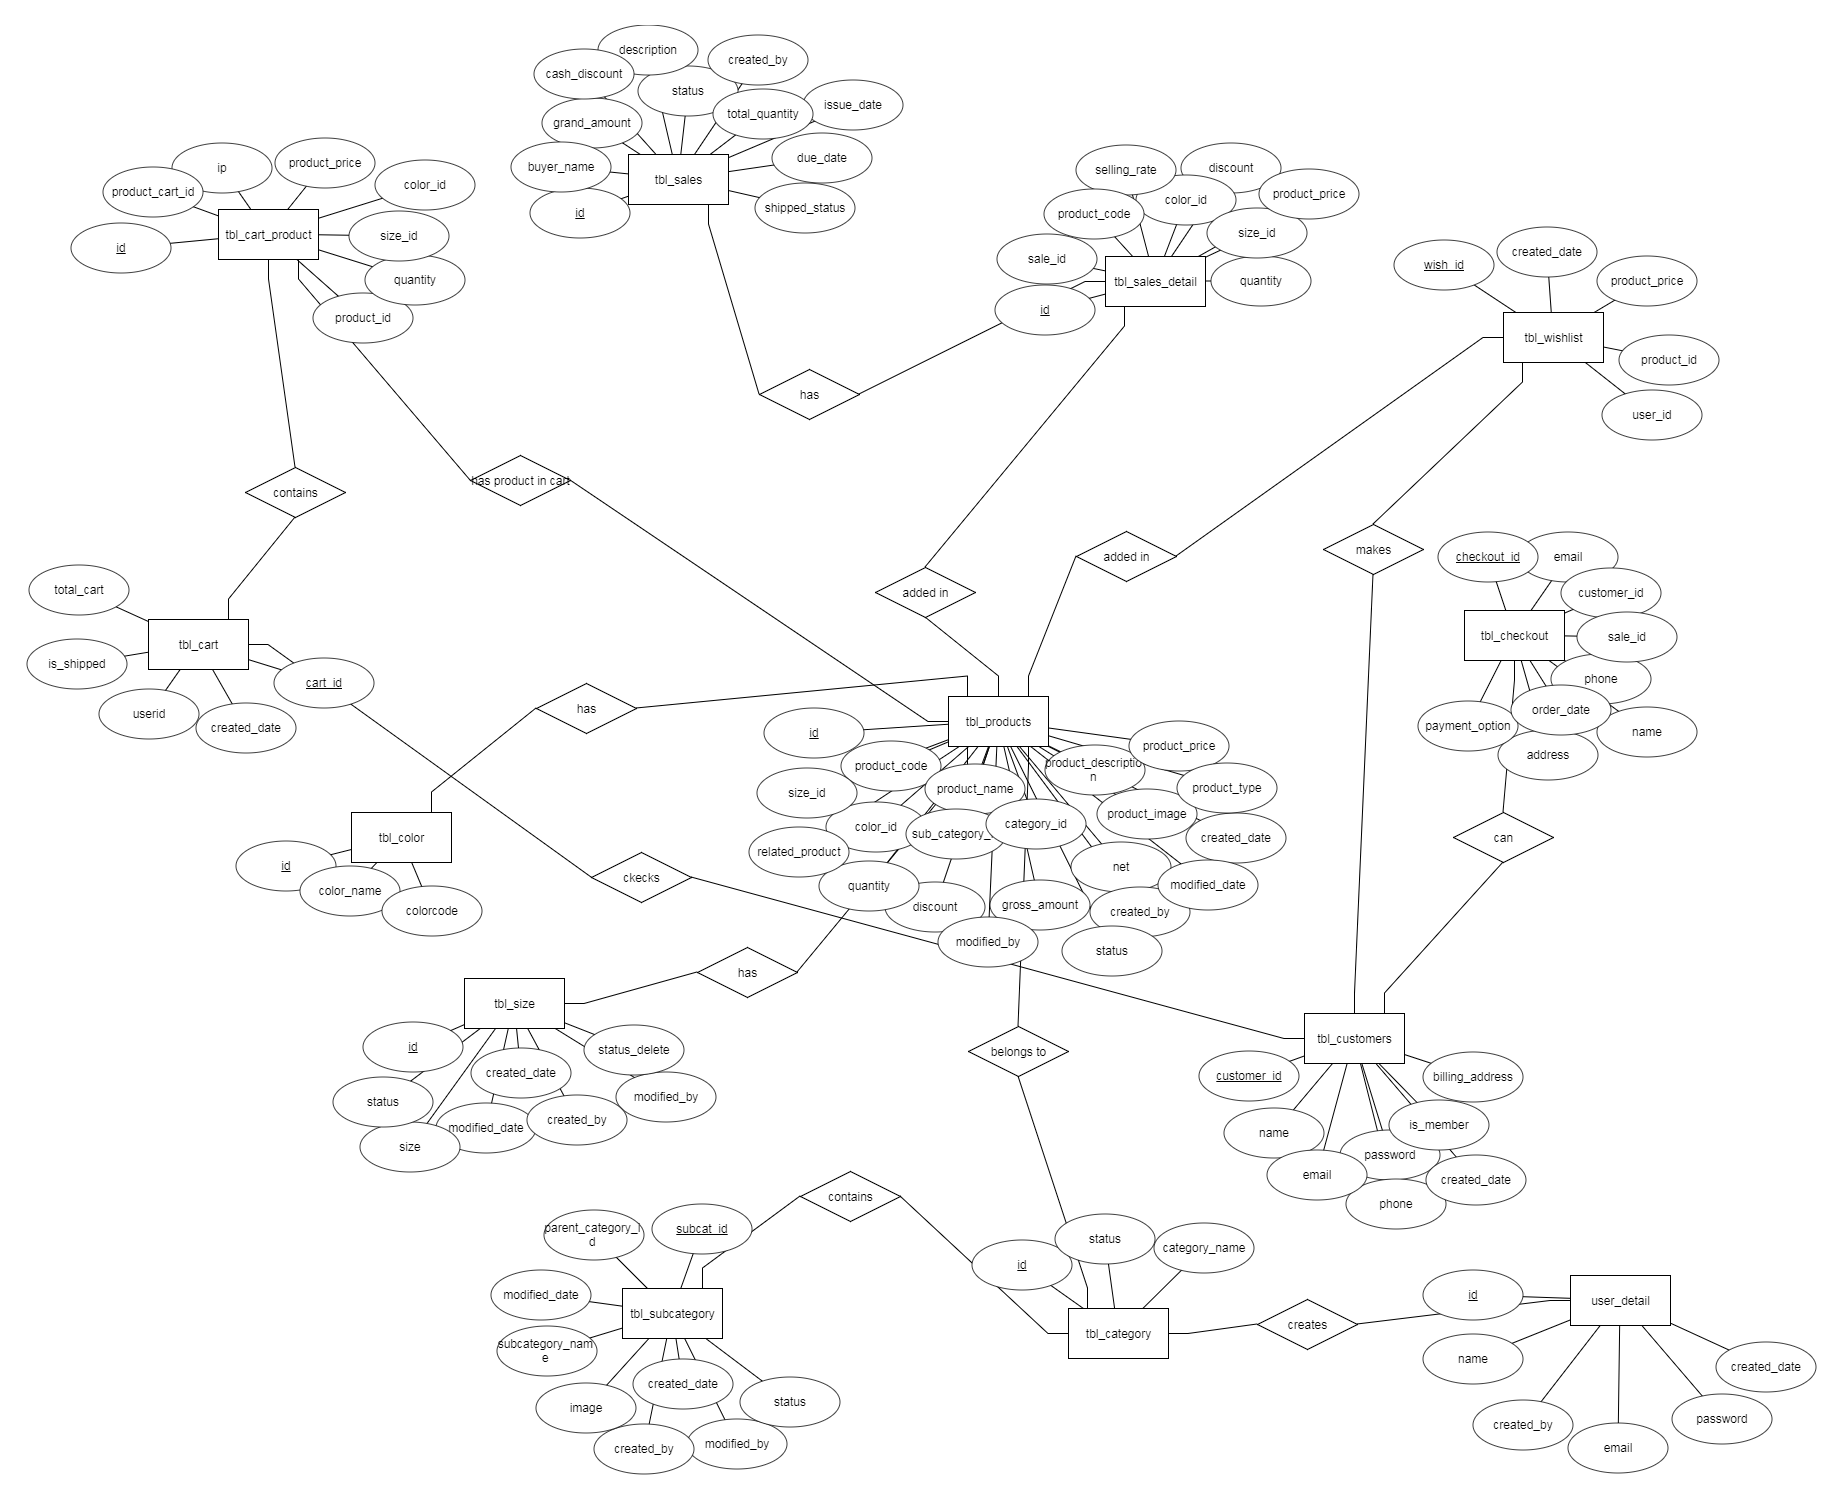 description
created_by
cash_discount
status
issue_date
total_quantity
grand_amount
buyer_name
due_date
tbl_sales
id
shipped_status
ip
product_price
product_cart_id
color_id
tbl_cart_product
id
size_id
quantity
product_id
selling_rate
discount
product_price
color_id
product_code
size_id
sale_id
tbl_sales_detail
quantity
id
wish_id
created_date
product_price
tbl_wishlist
product_id
user_id
has
has product in cart
contains
added in
added in
makes
checkout_id
email
customer_id
tbl_checkout
sale_id
phone
order_date
payment_option
name
address
can
total_cart
tbl_cart
is_shipped
cart_id
userid
created_date
has
tbl_products
id
product_price
product_code
product_descriptio
n
size_id
product_name
product_type
product_image
color_id
sub_category_
category_id
created_date
related_product
net
quantity
modified_date
discount
gross_amount
created_by
modified_by
status
tbl_color
id
color_name
colorcode
ckecks
has
tbl_size
id
status_delete
created_date
status
modified_by
modified_date
created_by
size
belongs to
tbl_customers
customer_id
billing_address
name
is_member
password
email
created_date
phone
contains
parent_category_i
d
subcat_id
modified_date
tbl_subcategory
subcategory_nam
e
created_date
image
status
created_by
modified_by
status
category_name
id
tbl_category
creates
id
user_detail
name
created_date
created_by
password
email